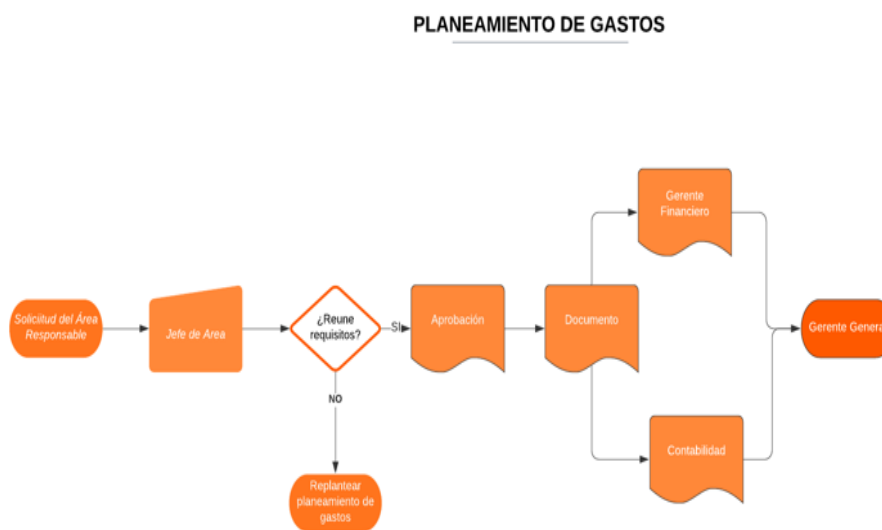 PLANEAMIENTO DE GASTOS
Gerente
Financiero
Soliciitud del Área
Responsable
Jefe de Area
¿Reune
requisitos?
SI
Aprobación
Documento
Gerente Genera
NO
Contabilidad
Replantear
planeamiento de
gastos